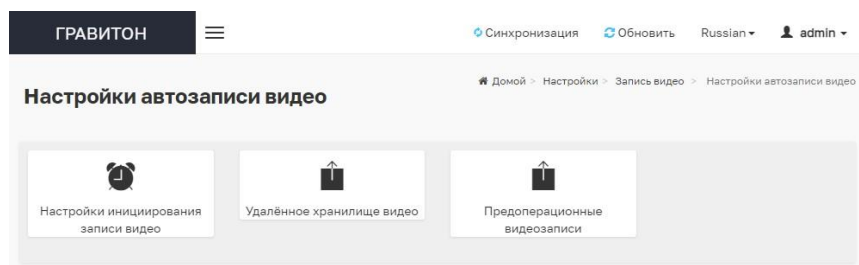 ГРАВИТОН
Синхронизация Обновить Russian admin
Домой > Настройки > Запись видео > Настройки автозаписи видео
Настройки автозаписи видео
Настройки инициирования
записи видео
Удалённое хранилище видео
Предоперационные
видеозаписи